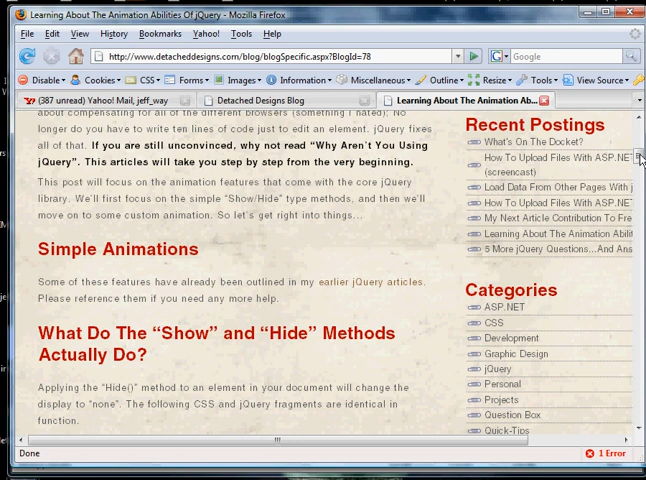 Learning About The Animation Abilities Of jQuery - Mozilla Firefox
File Edit View History Bookmarks Yahoo! Tools Help
http://www.detacheddesigns.com/blog/blogSpecific.aspx?BlogId=78
Google
Disable Cookies CSS Forms Images Information Miscellaneous Outline Resize Tools View Source
(387 unread) Yahoo! Mail, jeff_way
Detached Designs Blog
Learning About The Animation Ab...
about compensating for all of the different browsers (something I hated); No
longer do you have to write ten lines of code just to edit an element. jQuery fixes
all of that. If you are still unconvinced, why not read “Why Aren't You Using
jQuery”. This articles will take you step by step from the very beginning.
This post will focus on the animation features that come with the core jQuery
library. We'll first focus on the simple “Show/Hide” type methods, and then we'll
move on to some custom animation. So let's get right into things...
Simple Animations
Some of these features have already been outlined in my earlier jQuery articles.
Please reference them if you need any more help.
What Do The “Show” and “Hide” Methods
Actually Do?
Applying the “Hide()” method to an element in your document will change the
display to “none”. The following CSS and jQuery fragments are identical in
function.
Recent Postings
What's On The Docket?
How To Upload Files With ASP.NET
(screencast)
Load Data From Other Pages With j
How To Upload Files With ASP.NET
My Next Article Contribution To Fre
Learning About The Animation Abilit
5 More jQuery Questions...And Ans
Categories
ASP.NET
CSS
Development
Graphic Design
jQuery
Personal
Projects
Question Box
Quick-Tips
Done
1 Error